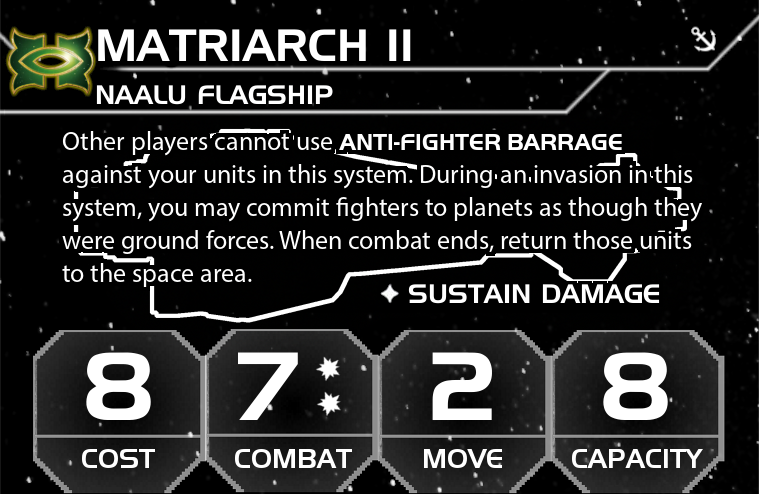 MATRIARCH II
NAALU FLAGSHIP
Other players cannot use ANTI-FIGHTER BARRAGE
against your units in this system. During an invasion in this
system, you may commit fighters to planets as though they
were ground forces. When combat ends, return those units
to the space area.
SUSTAIN DAMAGE
8 7 2 8
COST COMBAT MOVE CAPACITY